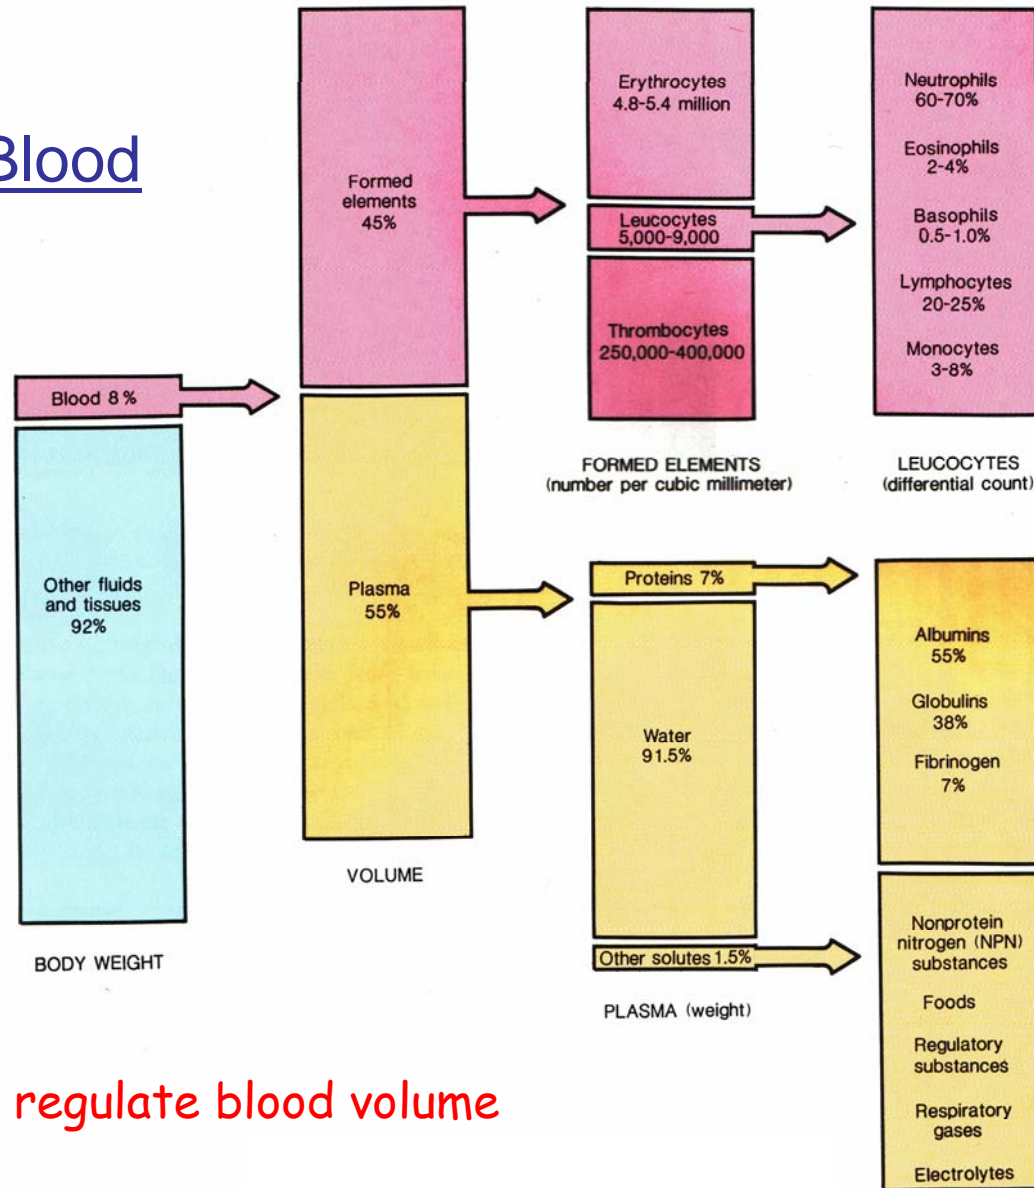 Blood
Blood 8 %
Other fluids
and tissues
92%
BODY WEIGHT
Formed
elements
45%
Plasma
55%
VOLUME
Erythrocytes
4.8-5.4 million
Leucocytes
5,000-9,000
Thrombocytes
250,000-400,000
FORMED ELEMENTS
(number per cubic millimeter)
Neutrophils
60-70%
Eosinophils
2-4%
Basophils
0.5-1.0%
Lymphocytes
20-25%
Monocytes
3-8%
LEUCOCYTES
(differential count)
Proteins 7%
Water
91.5%
Other solutes 1.5%
PLASMA (weight)
Albumins
55%
Globulins
38%
Fibrinogen
7%
Nonprotein
nitrogen (NPN)
substances
Foods
Regulatory
substances
Respiratory
gases
Electrolytes
regulate blood volume